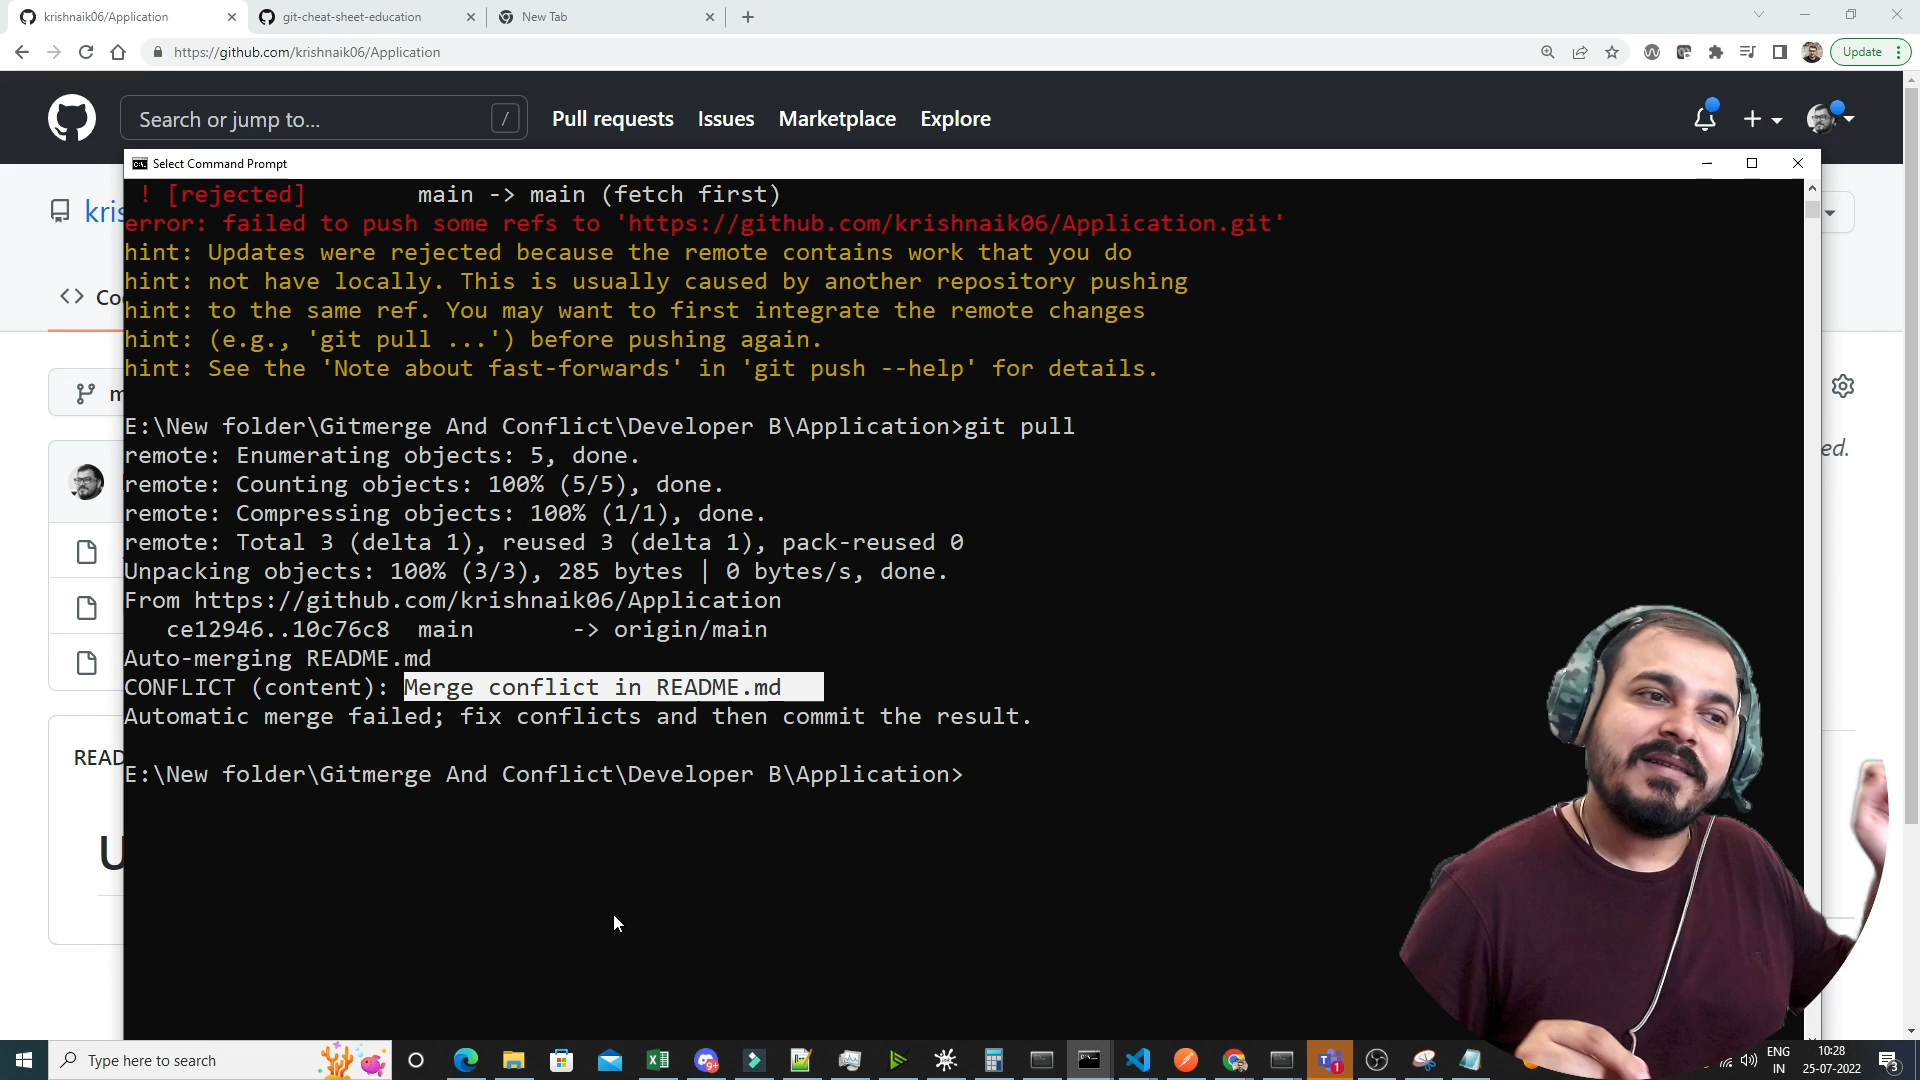 krishnaik06/Application
git-cheat-sheet-education
New Tab
https://github.com/krishnaik06/Application
Update
Search or jump to...
/
Pull requests
Issues
Marketplace
Explore
Select Command Prompt
! [rejected]        main -> main (fetch first)
error: failed to push some refs to 'https://github.com/krishnaik06/Application.git'
hint: Updates were rejected because the remote contains work that you do
hint: not have locally. This is usually caused by another repository pushing
hint: to the same ref. You may want to first integrate the remote changes
hint: (e.g., 'git pull ...') before pushing again.
hint: See the 'Note about fast-forwards' in 'git push --help' for details.
E:\New folder\Gitmerge And Conflict\Developer B\Application>git pull
remote: Enumerating objects: 5, done.
remote: Counting objects: 100% (5/5), done.
remote: Compressing objects: 100% (1/1), done.
remote: Total 3 (delta 1), reused 3 (delta 1), pack-reused 0
Unpacking objects: 100% (3/3), 285 bytes | 0 bytes/s, done.
From https://github.com/krishnaik06/Application
   ce12946..10c76c8  main       -> origin/main
Auto-merging README.md
CONFLICT (content): Merge conflict in README.md
Automatic merge failed; fix conflicts and then commit the result.
E:\New folder\Gitmerge And Conflict\Developer B\Application>
kris
Co
m
ed.
READ
U
Type here to search
ENG
IN
10:28
25-07-2022
3